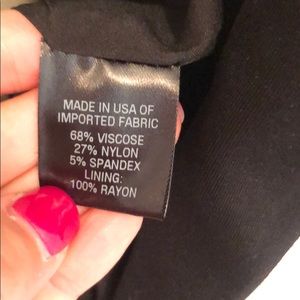 MADE IN USA OF
IMPORTED FABRIC
68% VISCOSE
27% NYLON
5% SPANDEX
LINING:
100% RAYON